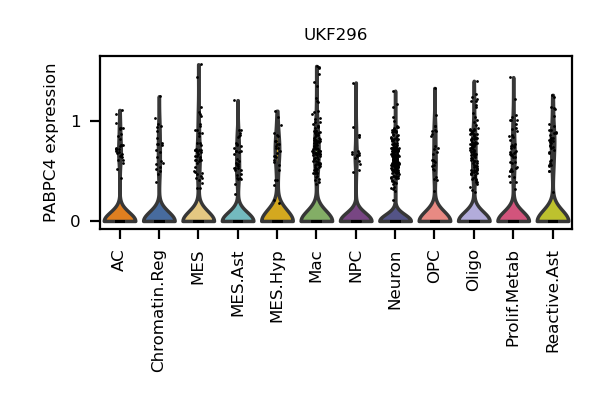 UKF296
PABPC4 expression
1
0
AC
Chromatin.Reg
MES
MES.Ast
MES.Hyp
Mac
NPC
Neuron
OPC
Oligo
Prolif.Metab
Reactive.Ast